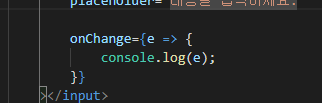 placeholder="내용을 입력하세요.
onChange={e => {
console.log(e);
}}
></input>